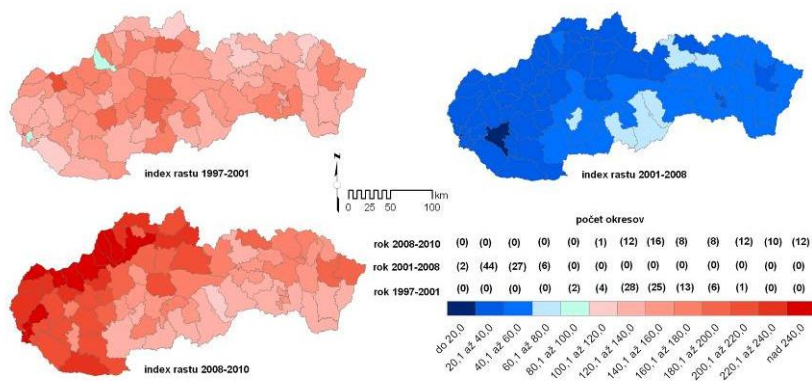 index rastu 1997-2001
index rastu 2001-2008
N
km
0 25 50 100
počet okresov
rok 2008-2010 (0) (0) (0) (0) (0) (1) (12) (16) (8) (8) (12) (10) (12)
rok 2001-2008 (2) (44) (27) (6) (0) (0) (0) (0) (0) (0) (0) (0) (0)
rok 1997-2001 (0) (0) (0) (0) (2) (4) (28) (25) (13) (6) (1) (0) (0)
do 20,0
20,1 až 40,0
40,1 až 60,0
60,1 až 80,0
80,1 až 100,0
100,1 až 120,0
120,1 až 140,0
140,1 až 160,0
160,1 až 180,0
180,1 až 200,0
200,1 až 220,0
220,1 až 240,0
nad 240,0
index rastu 2008-2010